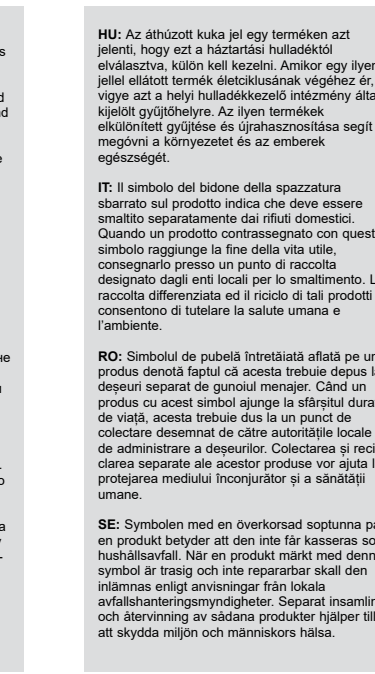 HU: Az áthúzott kuka jel egy terméken azt
jelenti, hogy ezt a háztartási hulladéktól
elválasztva, külön kell kezelni. Amikor egy ilyen
jellel ellátott termék életciklusának végéhez ér,
vigye azt a helyi hulladékkezelő intézmény álta
kijelölt gyűjtőhelyre. Az ilyen termékek
elkülönített gyűjtése és újrahasznosítása segít
megóvni a környezetet és az emberek
egészségét.
IT: Il simbolo del bidone della spazzatura
sbarrato sul prodotto indica che deve essere
smaltito separatamente dai rifiuti domestici.
Quando un prodotto contrassegnato con quest
simbolo raggiunge la fine della vita utile,
consegnarlo presso un punto di raccolta
designato dagli enti locali per lo smaltimento. L
raccolta differenziata ed il riciclo di tali prodotti
consentono di tutelare la salute umana e
l'ambiente.
RO: Simbolul de pubelă întretăiată aflată pe un
produs denotă faptul că acesta trebuie depus l
deșeuri separat de gunoiul menajer. Când un
produs cu acest simbol ajunge la sfârșitul dura
de viață, acesta trebuie dus la un punct de
colectare desemnat de către autoritățile locale
de administrare a deșeurilor. Colectarea și reci
clarea separate ale acestor produse vor ajuta l
protejarea mediului înconjurător și a sănătății
umane.
SE: Symbolen med en överkorsad soptunna på
en produkt betyder att den inte får kasseras so
hushållsavfall. När en produkt märkt med denn
symbol är trasig och inte reparerbar skall den
inlämnas enligt anvisningar från lokala
avfallshanteringsmyndigheter. Separat insamlin
och återvinning av sådana produkter hjälper till
att skydda miljön och människors hälsa.